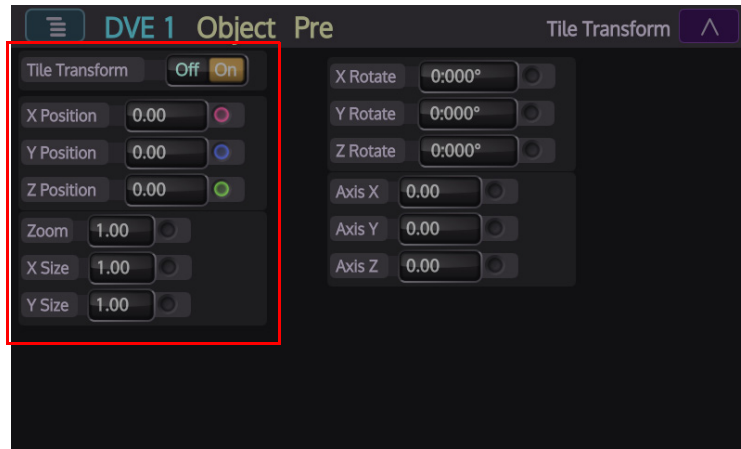 DVE 1 Object Pre Tile Transform
Tile Transform Off On
X Position 0.00
Y Position 0.00
Z Position 0.00
Zoom 1.00
X Size 1.00
Y Size 1.00
X Rotate 0:000°
Y Rotate 0:000°
Z Rotate 0:000°
Axis X 0.00
Axis Y 0.00
Axis Z 0.00